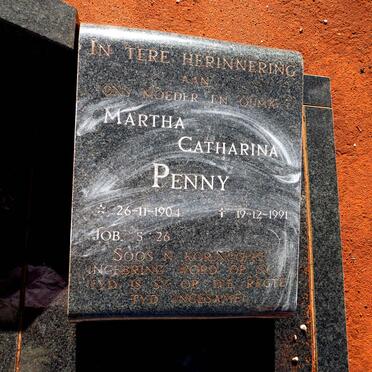 IN TERE HERINNERING
AAN
ONS MOEDER EN OUMA
MARTHA
CATHARINA
PENNY
☆ 26-11-1904 † 19-12-1991
JOB. 5 26
SOOS 'N KORINGGERF
INGEBRING WORD OP SY
TYD IS SY OP DIE REGTE
TYD INGESAMEL